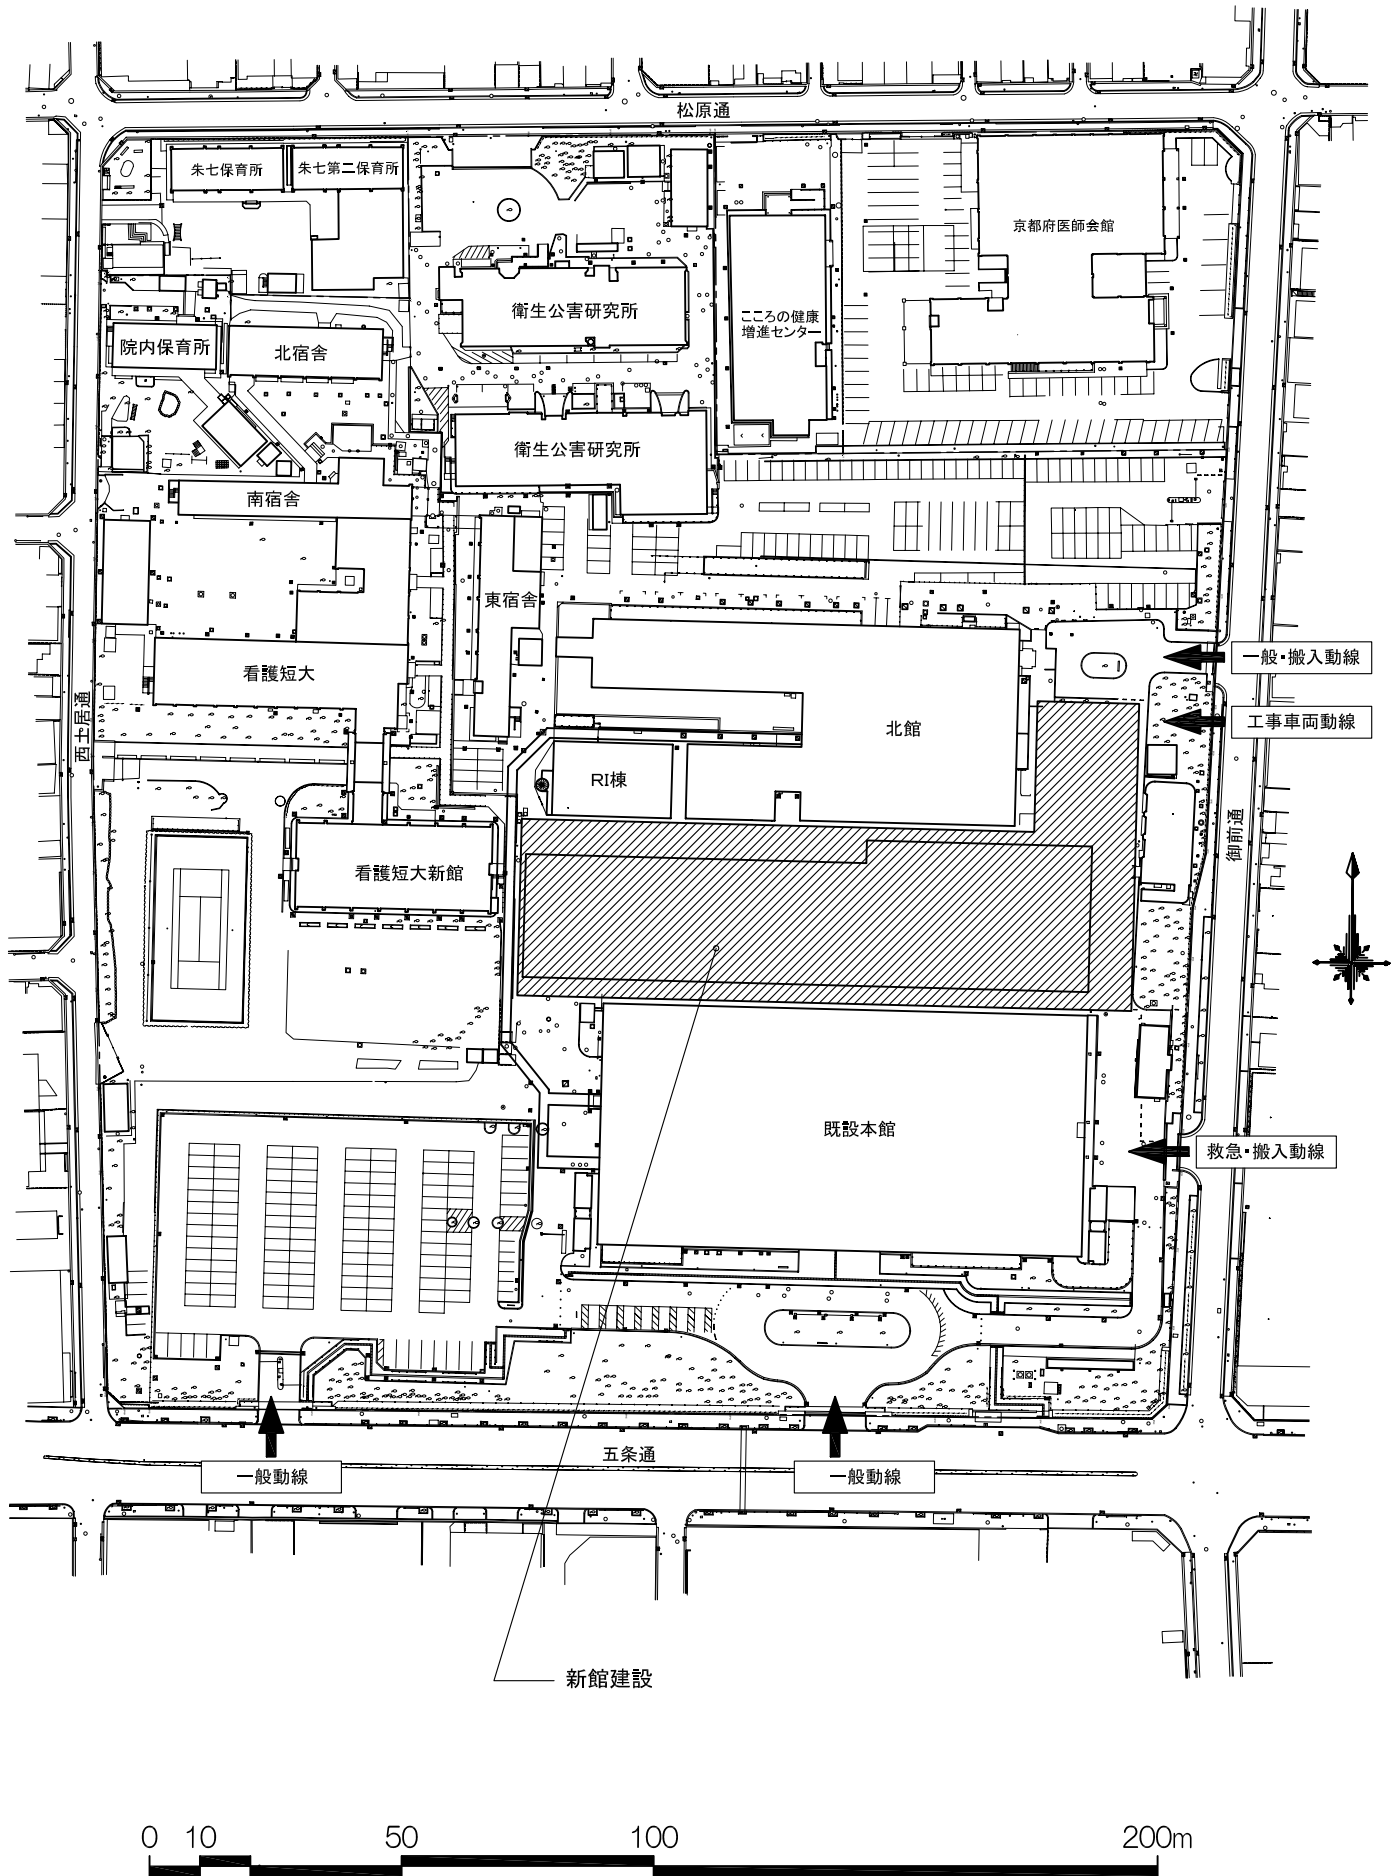 松原通
朱七保育所
朱七第二保育所
京都府医師会館
衛生公害研究所
こころの健康
増進センター
院内保育所
北宿舎
衛生公害研究所
南宿舎
東宿舎
看護短大
一般・搬入動線
西土居通
北館
工事車両動線
RI棟
御前通
看護短大新館
既設本館
救急・搬入動線
五条通
一般動線
一般動線
新館建設
0 10 50 100 200m